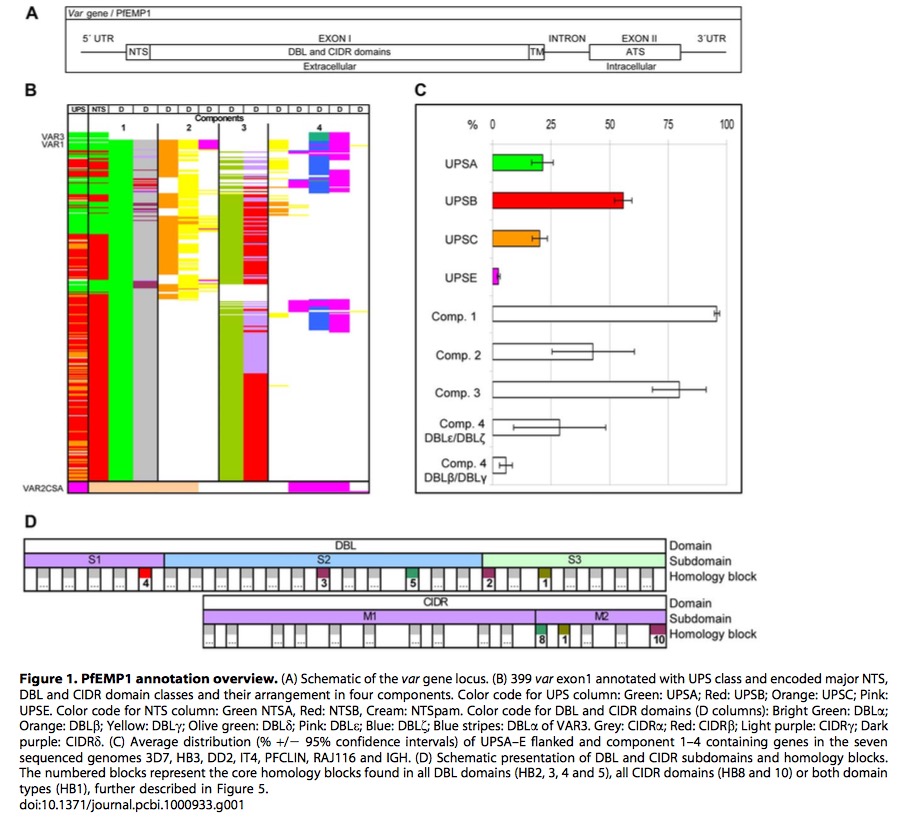 A
Var gene / PfEMP1
5´ UTR EXON I INTRON EXON II 3´UTR
NTS DBL and CIDR domains TM ATS
Extracellular Intracellular
B
UPS NTS D D D D D D D D D D D D
Components
1 2 3 4
VAR3
VAR1
VAR2CSA
C
% 0 25 50 75 100
UPSA
UPSB
UPSC
UPSE
Comp. 1
Comp. 2
Comp. 3
Comp. 4
DBLε/DBLζ
Comp. 4
DBLβ/DBLγ
D
DBL Domain
S1 S2 S3 Subdomain
4 3 5 2 1 Homology block
CIDR Domain
M1 M2 Subdomain
8 1 10 Homology block
Figure 1. PfEMP1 annotation overview. (A) Schematic of the var gene locus. (B) 399 var exon1 annotated with UPS class and encoded major NTS,
DBL and CIDR domain classes and their arrangement in four components. Color code for UPS column: Green: UPSA; Red: UPSB; Orange: UPSC; Pink:
UPSE. Color code for NTS column: Green NTSA, Red: NTSB, Cream: NTSpam. Color code for DBL and CIDR domains (D columns): Bright Green: DBLα;
Orange: DBLβ; Yellow: DBLγ; Olive green: DBLδ; Pink: DBLε; Blue: DBLζ; Blue stripes: DBLα of VAR3. Grey: CIDRα; Red: CIDRβ; Light purple: CIDRγ; Dark
purple: CIDRδ. (C) Average distribution (% +/− 95% confidence intervals) of UPSA–E flanked and component 1–4 containing genes in the seven
sequenced genomes 3D7, HB3, DD2, IT4, PFCLIN, RAJ116 and IGH. (D) Schematic presentation of DBL and CIDR subdomains and homology blocks.
The numbered blocks represent the core homology blocks found in all DBL domains (HB2, 3, 4 and 5), all CIDR domains (HB8 and 10) or both domain
types (HB1), further described in Figure 5.
doi:10.1371/journal.pcbi.1000933.g001